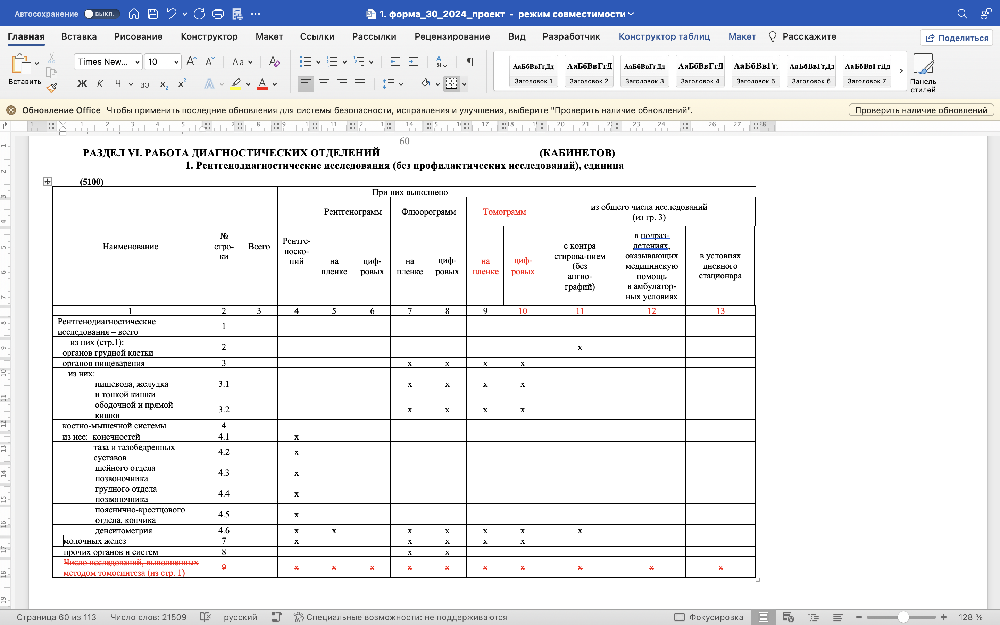 Автосохранение ВЫКЛ. 1. форма_30_2024_проект - режим совместимости
Главная Вставка Рисование Конструктор Макет Ссылки Рассылки Рецензирование Вид Разработчик Конструктор таблиц Макет Расскажите Поделиться
Вставить Times New... 10 Aa
АаБбВвГгДд АаБбВвГгД АаБбВвГгДд АаБбВвГгД АаБбВвГг, АаБбВвГгДд АаБбВвГгДд
Ж К Ч ab x2 x2 A A Заголовок 1 Заголовок 2 Заголовок 3 Заголовок 4 Заголовок 5 Заголовок 6 Заголовок 7 Панель стилей
Обновление Office Чтобы применить последние обновления для системы безопасности, исправления и улучшения, выберите "Проверить наличие обновлений". Проверить наличие обновлений
60
РАЗДЕЛ VI. РАБОТА ДИАГНОСТИЧЕСКИХ ОТДЕЛЕНИЙ (КАБИНЕТОВ)
1. Рентгенодиагностические исследования (без профилактических исследований), единица
(5100)
Наименование
№
стро-
ки
Всего
При них выполнено
Рентге-
носко-
пий
Рентгенограмм
на
пленке
циф-
ровых
Флюорограмм
на
пленке
циф-
ровых
Томограмм
на
пленке
циф-
ровых
из общего числа исследований
(из гр. 3)
с контра
стирова-нием
(без
ангио-
графий)
в подраз-
делениях,
оказывающих
медицинскую
помощь
в амбулатор-
ных условиях
в условиях
дневного
стационара
1 2 3 4 5 6 7 8 9 10 11 12 13
Рентгенодиагностические
исследования – всего 1
из них (стр.1):
органов грудной клетки 2 х
органов пищеварения 3 х х х х
из них:
пищевода, желудка 3.1 х х х х
и тонкой кишки
ободочной и прямой
кишки 3.2 х х х х
костно-мышечной системы 4
из нее: конечностей 4.1 х
таза и тазобедренных
суставов 4.2 х
шейного отдела
позвоночника 4.3 х
грудного отдела
позвоночника 4.4 х
пояснично-крестцового
отдела, копчика 4.5 х
денситометрия 4.6 х х х х х х х
молочных желез 7 х х х х х
прочих органов и систем 8 х х
Число исследований, выполненных
методом томосинтеза (из стр. 1) 9 х х х х х х х х х х
Страница 60 из 113 Число слов: 21509 русский Специальные возможности: не поддерживаются Фокусировка 128 %